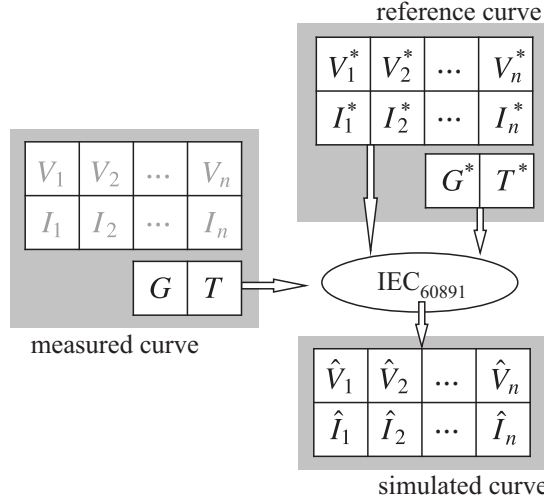 reference curve
V₁* V₂* ... Vₙ*
I₁* I₂* ... Iₙ*
G* T*
V₁ V₂ ... Vₙ
I₁ I₂ ... Iₙ
G T
measured curve
IEC₆₀₈₉₁
V̂₁ V̂₂ ... V̂ₙ
Î₁ Î₂ ... Îₙ
simulated curve